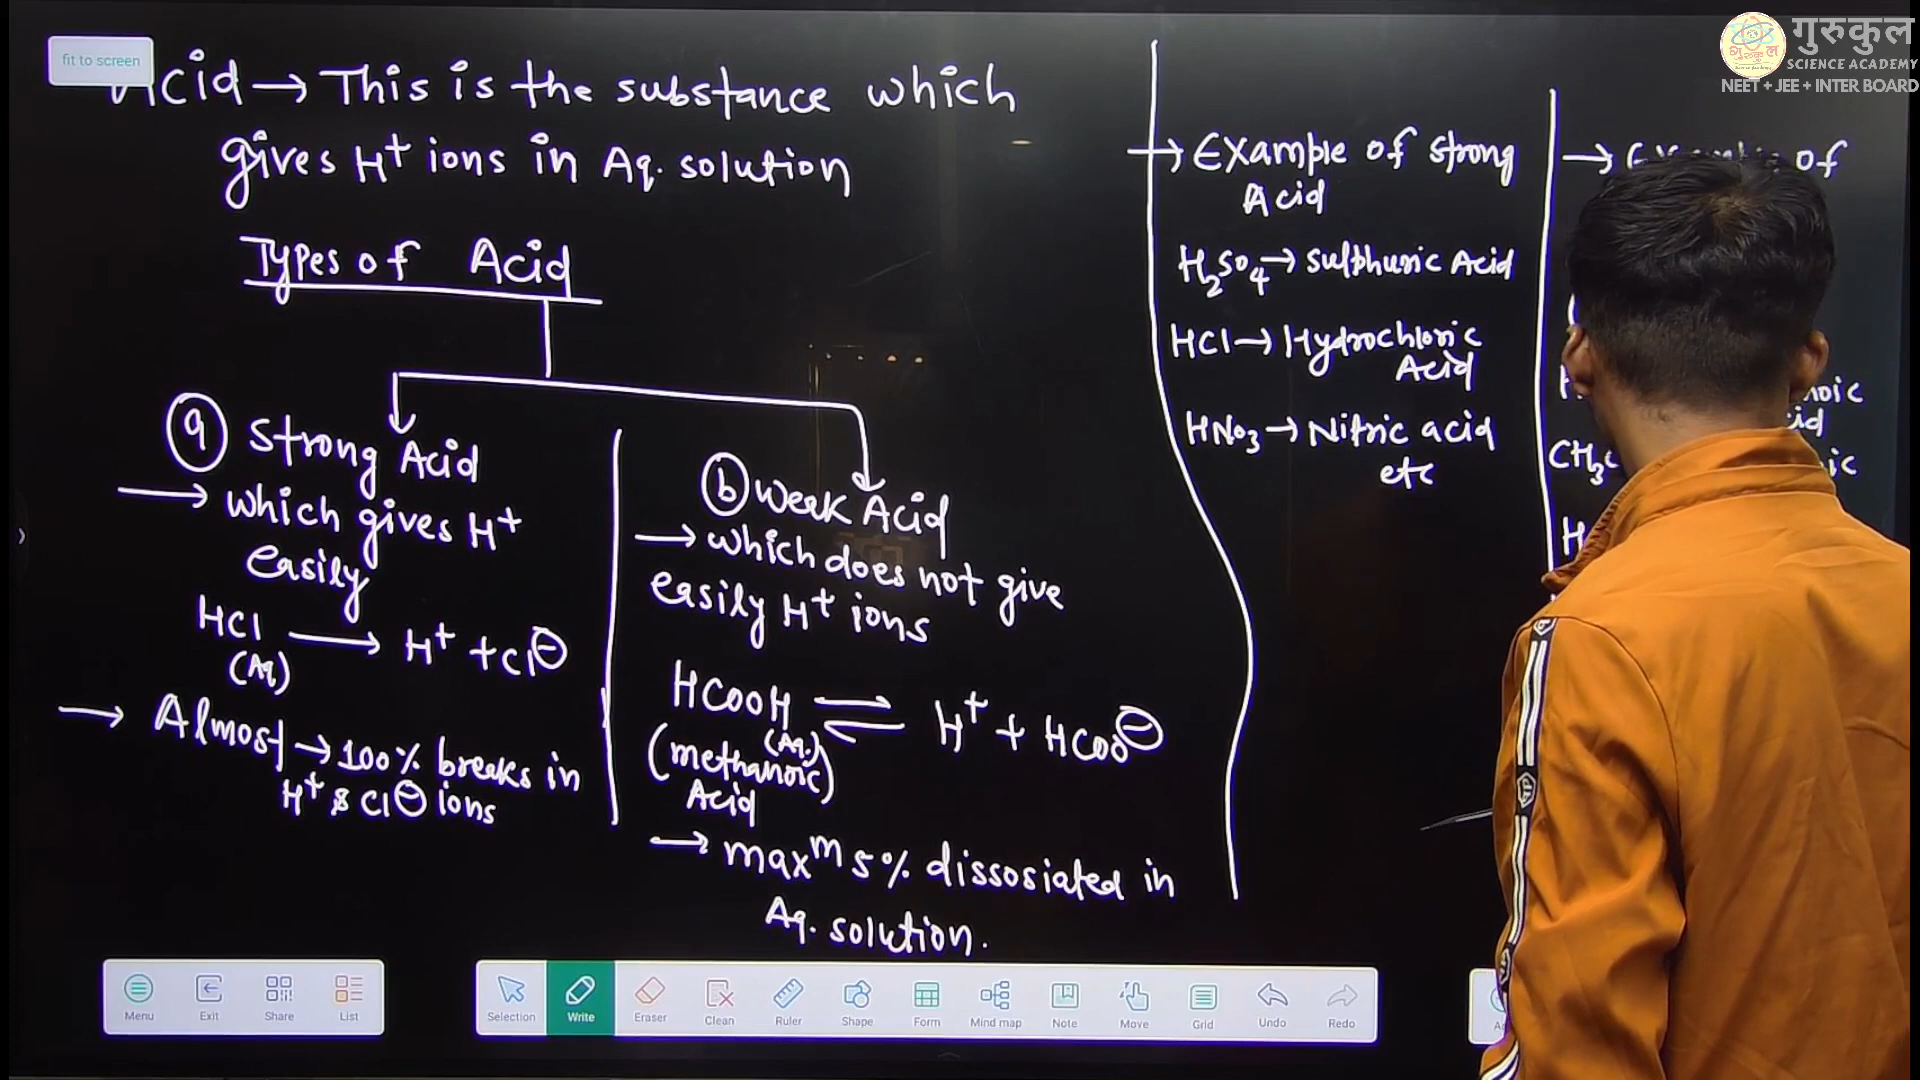 fit to screen
Acid → This is the substance which
gives H⁺ ions in Aq. solution
Types of Acid
(a) Strong Acid
→ which gives H⁺
easily
HCl → H⁺ + Cl⊖
(Aq)
→ Almost → 100% breaks in
H⁺ & Cl⊖ ions
(b) Weak Acid
→ which does not give
easily H⁺ ions
HCOOH ⇌ H⁺ + HCOO⊖
(Aq.)
(methanoic
Acid)
→ maxᵐ 5% dissosiated in
Aq. solution.
→ Example of strong
Acid
H₂SO₄ → Sulphuric Acid
HCl → Hydrochloric
Acid
HNO₃ → Nitric acid
etc
→ of
CH₃
गुरुकुल
SCIENCE ACADEMY
NEET + JEE + INTER BOARD
Menu Exit Share List
Selection Write Eraser Clean Ruler Shape Form Mind map Note Move Grid Undo Redo